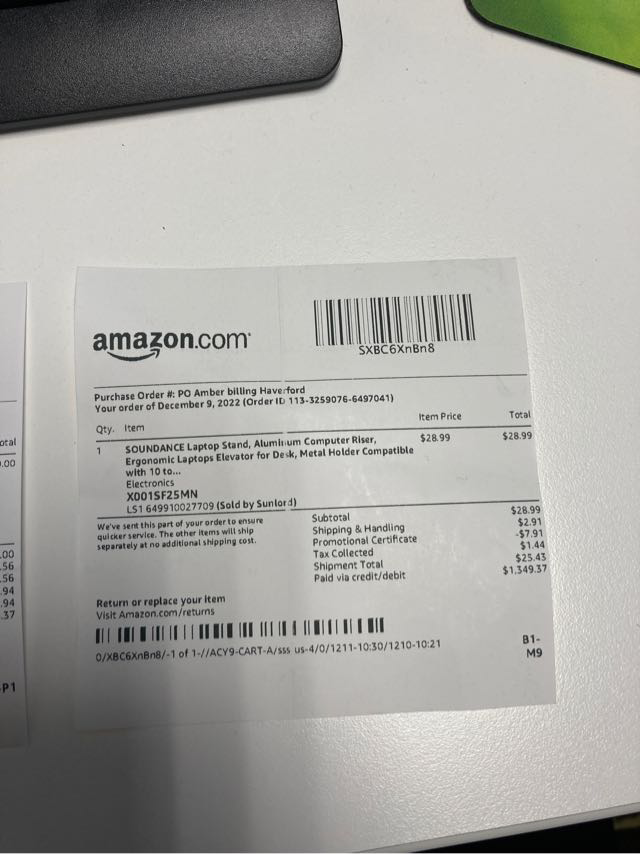 amazon.com
SXBC6XnBn8
Purchase Order #: PO Amber billing Haverford
Your order of December 9, 2022 (Order ID 113-3259076-6497041)
Qty. Item Item Price Total
1 SOUNDANCE Laptop Stand, Aluminum Computer Riser, $28.99 $28.99
Ergonomic Laptops Elevator for Desk, Metal Holder Compatible
with 10 to...
Electronics
X001SF25MN
LS1 649910027709 (Sold by Sunlord)
We've sent this part of your order to ensure
quicker service. The other items will ship
separately at no additional shipping cost.
Subtotal $28.99
Shipping & Handling $2.91
Promotional Certificate -$7.91
Tax Collected $1.44
Shipment Total $25.43
Paid via credit/debit $1,349.37
Return or replace your item
Visit Amazon.com/returns
0/XBC6XnBn8/-1 of 1-//ACY9-CART-A/sss us-4/0/1211-10:30/1210-10:21
B1-
M9
otal
.00
.00
.56
.56
.94
.94
.37
-P1